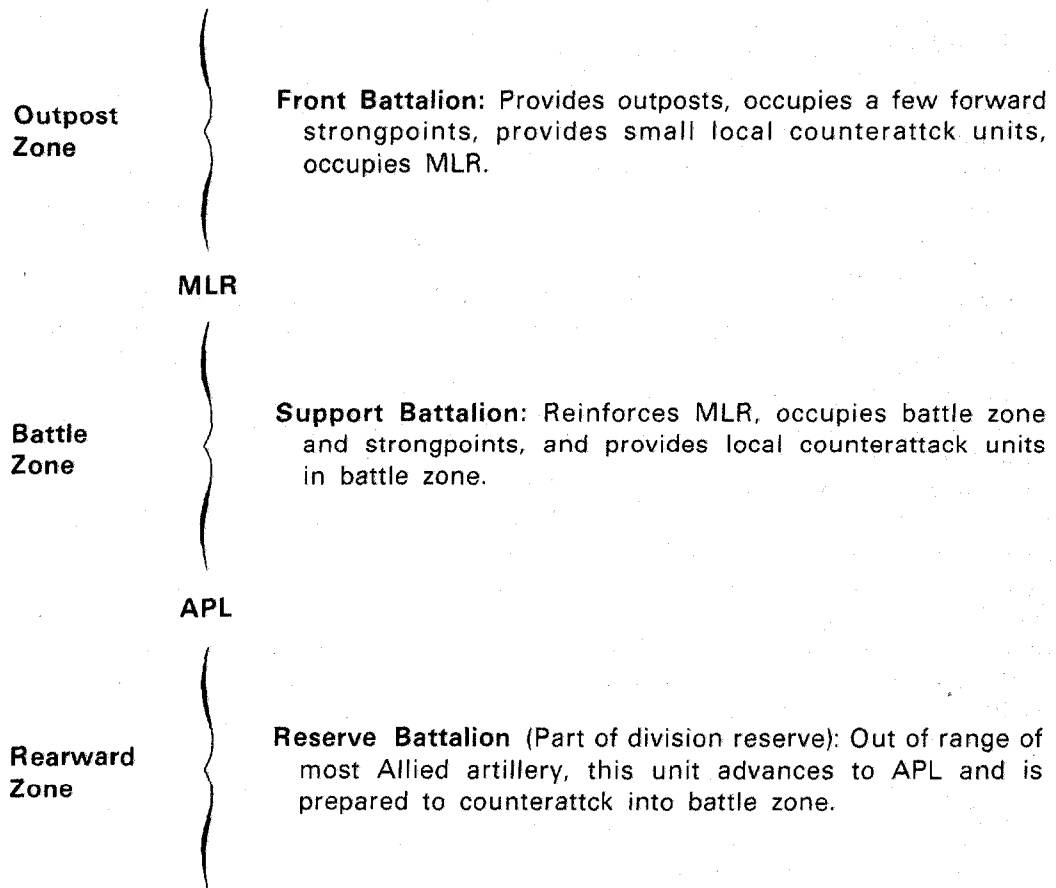 Outpost
Zone
Front Battalion: Provides outposts, occupies a few forward
strongpoints, provides small local counterattck units,
occupies MLR.
MLR
Battle
Zone
Support Battalion: Reinforces MLR, occupies battle zone
and strongpoints, and provides local counterattack units
in battle zone.
APL
Rearward
Zone
Reserve Battalion (Part of division reserve): Out of range of
most Allied artillery, this unit advances to APL and is
prepared to counterattck into battle zone.